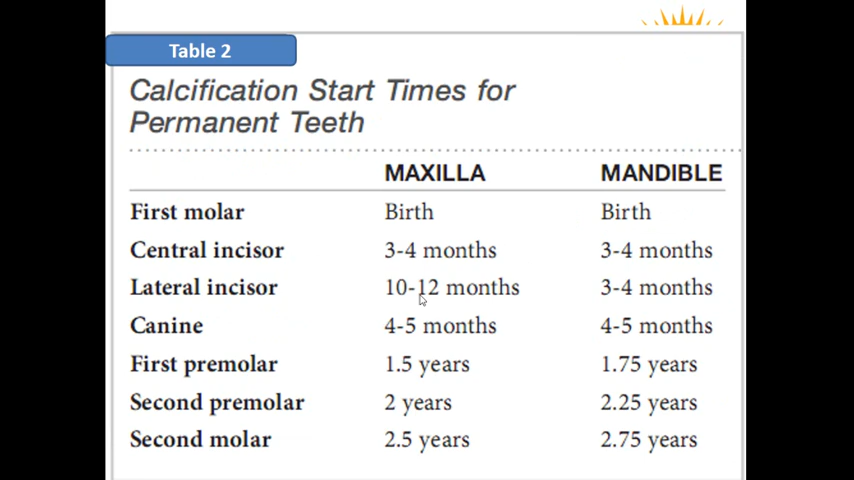 Table 2
Calcification Start Times for
Permanent Teeth
MAXILLA MANDIBLE
First molar Birth Birth
Central incisor 3-4 months 3-4 months
Lateral incisor 10-12 months 3-4 months
Canine 4-5 months 4-5 months
First premolar 1.5 years 1.75 years
Second premolar 2 years 2.25 years
Second molar 2.5 years 2.75 years